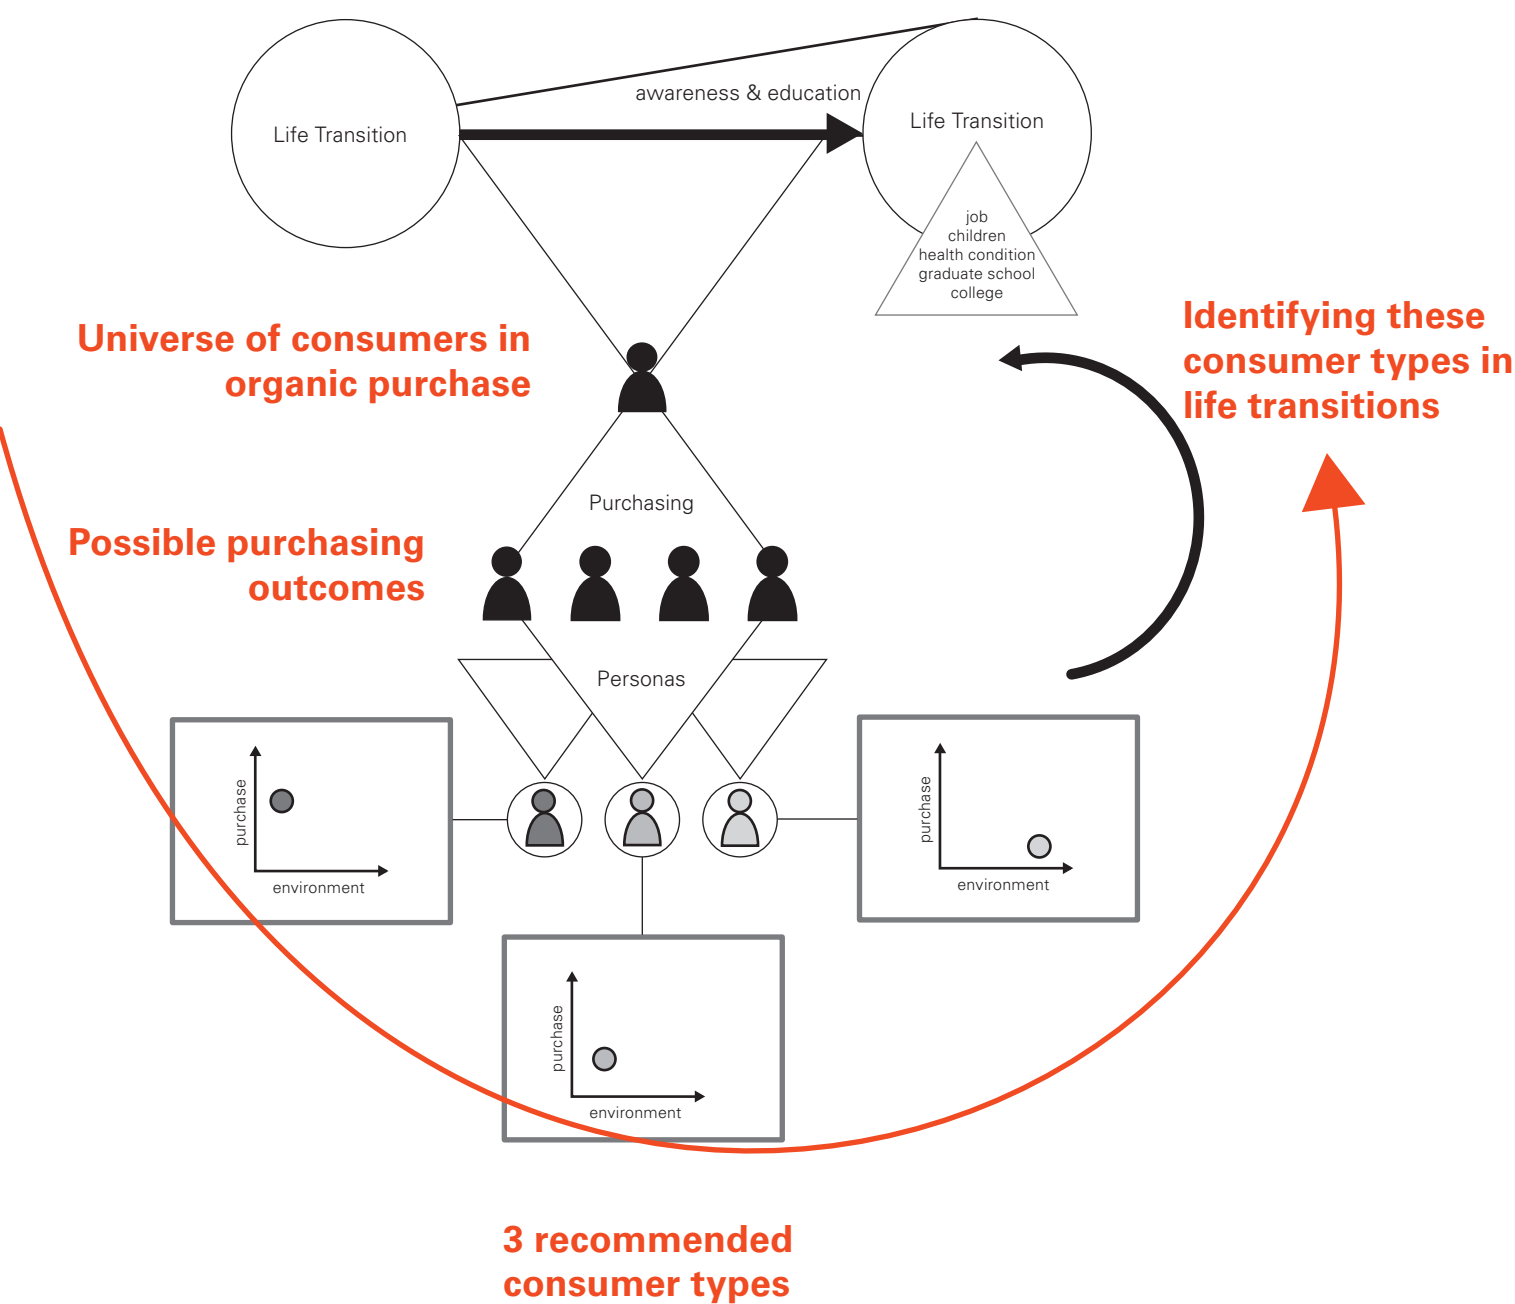 awareness & education
Life Transition
Life Transition
job
children
health condition
graduate school
college
Universe of consumers in
organic purchase
Identifying these
consumer types in
life transitions
Purchasing
Possible purchasing
outcomes
Personas
purchase
environment
purchase
environment
purchase
environment
3 recommended
consumer types